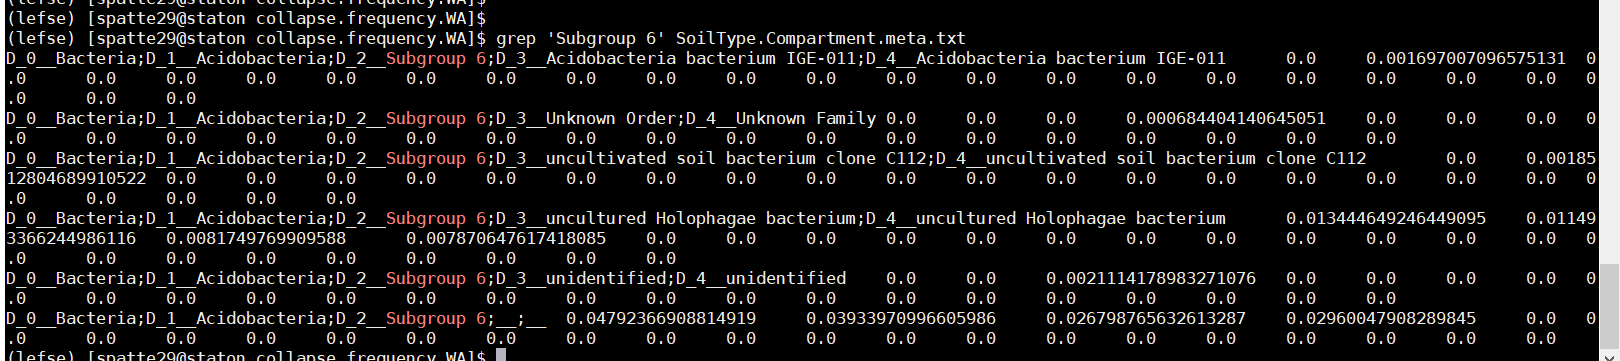 (lefse) [spatte29@staton collapse.frequency.WA]$
(lefse) [spatte29@staton collapse.frequency.WA]$
(lefse) [spatte29@staton collapse.frequency.WA]$ grep 'Subgroup 6' SoilType.Compartment.meta.txt
D_0__Bacteria;D_1__Acidobacteria;D_2__Subgroup 6;D_3__Acidobacteria bacterium IGE-011;D_4__Acidobacteria bacterium IGE-011 0.0 0.001697007096575131 0
.0 0.0 0.0 0.0 0.0 0.0 0.0 0.0 0.0 0.0 0.0 0.0 0.0 0.0 0.0 0.0 0.0 0.0 0.0 0.0 0
.0 0.0 0.0
D_0__Bacteria;D_1__Acidobacteria;D_2__Subgroup 6;D_3__Unknown Order;D_4__Unknown Family 0.0 0.0 0.0 0.000684404140645051 0.0 0.0 0.0 0
.0 0.0 0.0 0.0 0.0 0.0 0.0 0.0 0.0 0.0 0.0 0.0 0.0 0.0 0.0 0.0 0.0 0.0
D_0__Bacteria;D_1__Acidobacteria;D_2__Subgroup 6;D_3__uncultivated soil bacterium clone C112;D_4__uncultivated soil bacterium clone C112 0.0 0.00185
12804689910522 0.0 0.0 0.0 0.0 0.0 0.0 0.0 0.0 0.0 0.0 0.0 0.0 0.0 0.0 0.0 0.0 0.0 0.0 0
.0 0.0 0.0 0.0 0.0
D_0__Bacteria;D_1__Acidobacteria;D_2__Subgroup 6;D_3__uncultured Holophagae bacterium;D_4__uncultured Holophagae bacterium 0.013444649246449095 0.01149
3366244986116 0.0081749769909588 0.007870647617418085 0.0 0.0 0.0 0.0 0.0 0.0 0.0 0.0 0.0 0.0 0.0 0.0 0
.0 0.0 0.0 0.0 0.0 0.0 0.0 0.0 0.0
D_0__Bacteria;D_1__Acidobacteria;D_2__Subgroup 6;D_3__unidentified;D_4__unidentified 0.0 0.0 0.002114178983271076 0.0 0.0 0.0 0.0 0
.0 0.0 0.0 0.0 0.0 0.0 0.0 0.0 0.0 0.0 0.0 0.0 0.0 0.0 0.0 0.0 0.0 0.0
D_0__Bacteria;D_1__Acidobacteria;D_2__Subgroup 6;__;__ 0.04792366908814919 0.03933970996605986 0.026798765632613287 0.02960047908289845 0.0 0
.0 0.0 0.0 0.0 0.0 0.0 0.0 0.0 0.0 0.0 0.0 0.0 0.0 0.0 0.0 0.0 0.0
(lefse) [spatte29@staton collapse.frequency.WA]$